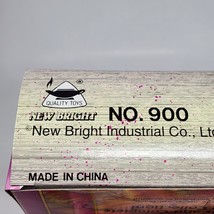 QUALITY TOYS
NEW BRIGHT NO. 900
New Bright Industrial Co., Ltd
MADE IN CHINA